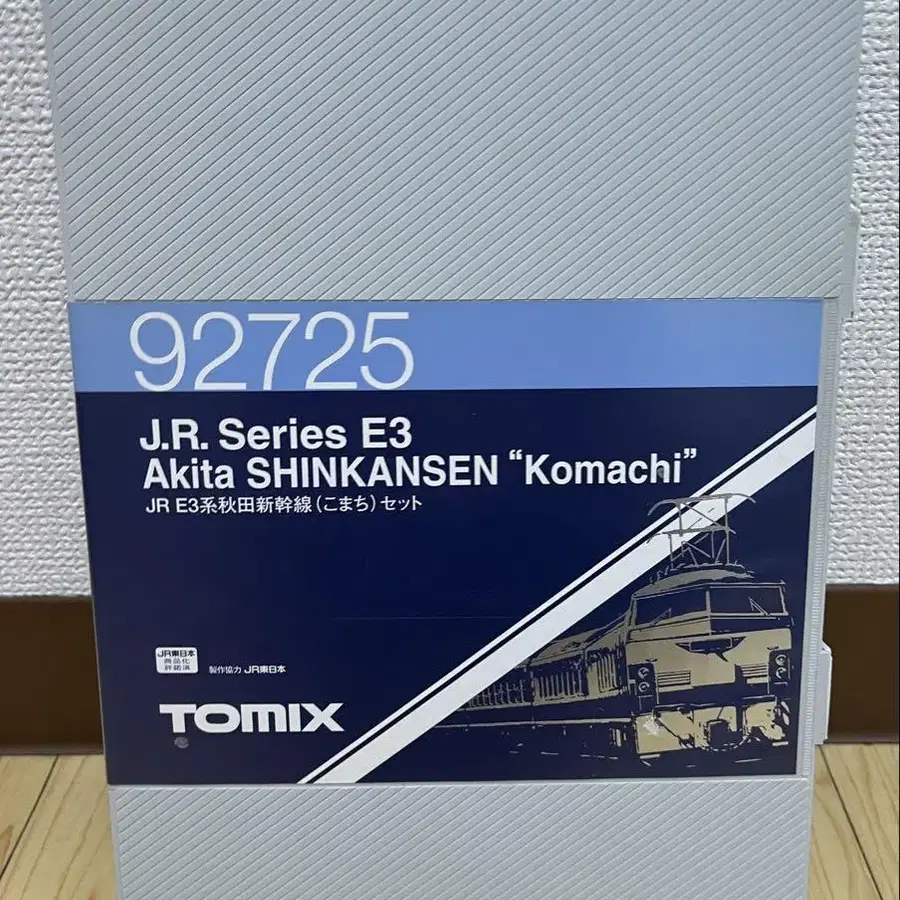 92725
J.R. Series E3
Akita SHINKANSEN “Komachi”
JR E3系秋田新幹線(こまち)セット
JR東日本
商品化
許諾済
製作協力 JR東日本
TOMIX